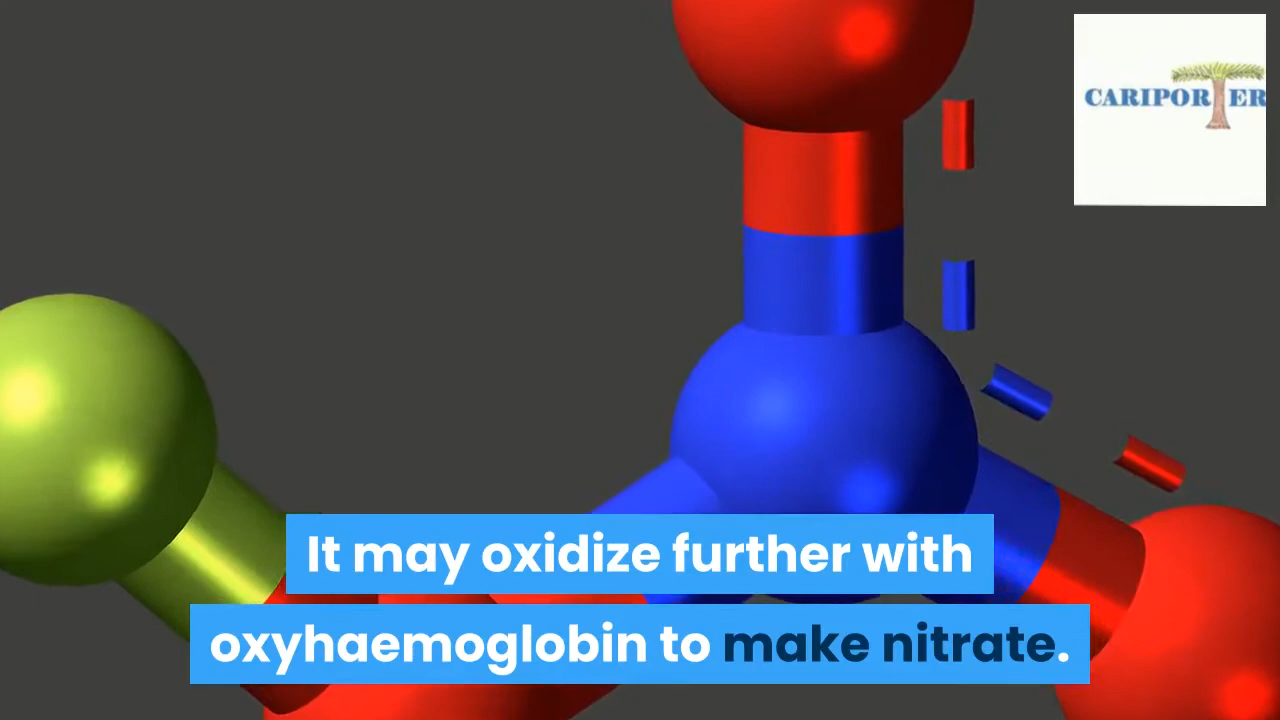 CARIPORTER
It may oxidize further with
oxyhaemoglobin to make nitrate.